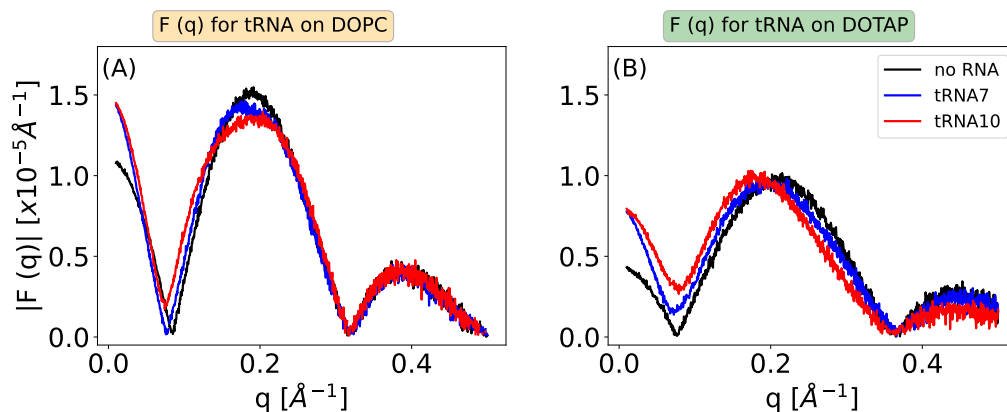 F (q) for tRNA on DOPC
F (q) for tRNA on DOTAP
(A)
(B)
no RNA
tRNA7
tRNA10
|F (q)| [x10⁻⁵Å⁻¹]
1.5
1.0
0.5
0.0
1.5
1.0
0.5
0.0
0.0 0.2 0.4
0.0 0.2 0.4
q [Å⁻¹]
q [Å⁻¹]